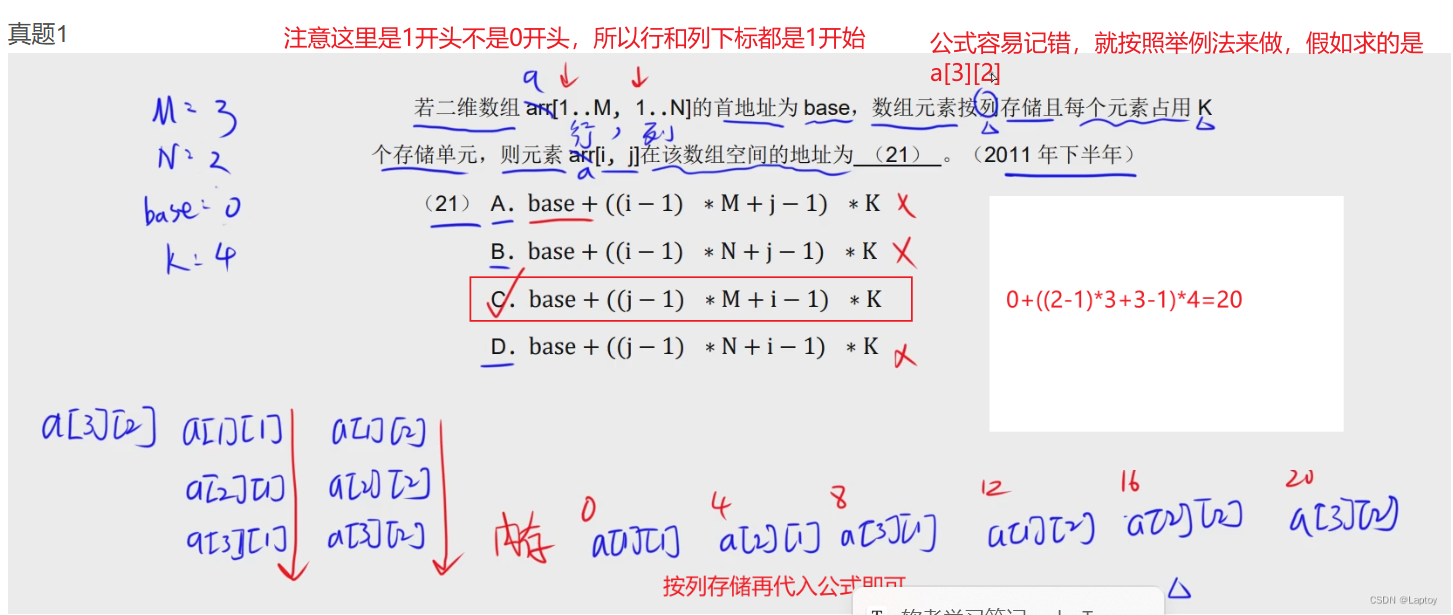 真题1
注意这里是1开头不是0开头，所以行和列下标都是1开始
公式容易记错，就按照举例法来做，假如求的是
a[3][2]
M = 3
N = 2
base = 0
k = 4
a
若二维数组 arr[1..M，1..N]的首地址为 base，数组元素按列存储且每个元素占用 K
行，列
个存储单元，则元素 arr[i，j]在该数组空间的地址为（21）。（2011 年下半年）
a
（21） A. base + ((i − 1) * M + j − 1) * K
B. base + ((i − 1) * N + j − 1) * K
C. base + ((j − 1) * M + i − 1) * K
D. base + ((j − 1) * N + i − 1) * K
0+((2-1)*3+3-1)*4=20
a[3][2] a[1][1] a[1][2]
a[2][1] a[2][2]
a[3][1] a[3][2]
0 4 8 12 16 20
内存 a[1][1] a[2][1] a[3][1] a[1][2] a[2][2] a[3][2]
按列存储再代入公式即可
CSDN @Laptoy